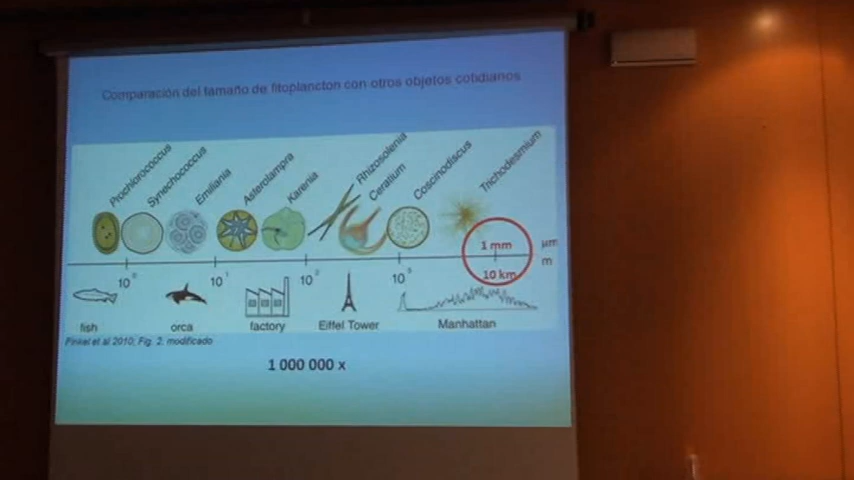 Comparación del tamaño de fitoplancton con otros objetos cotidianos
Prochlorococcus
Synechococcus
Emiliania
Asterolampra
Karenia
Rhizosolenia
Ceratium
Coscinodiscus
Trichodesmium
1 mm
µm
10⁰ 10¹ 10² 10³
10 km
m
fish orca factory Eiffel Tower Manhattan
Finkel et al 2010; Fig. 2: modificado
1 000 000 x